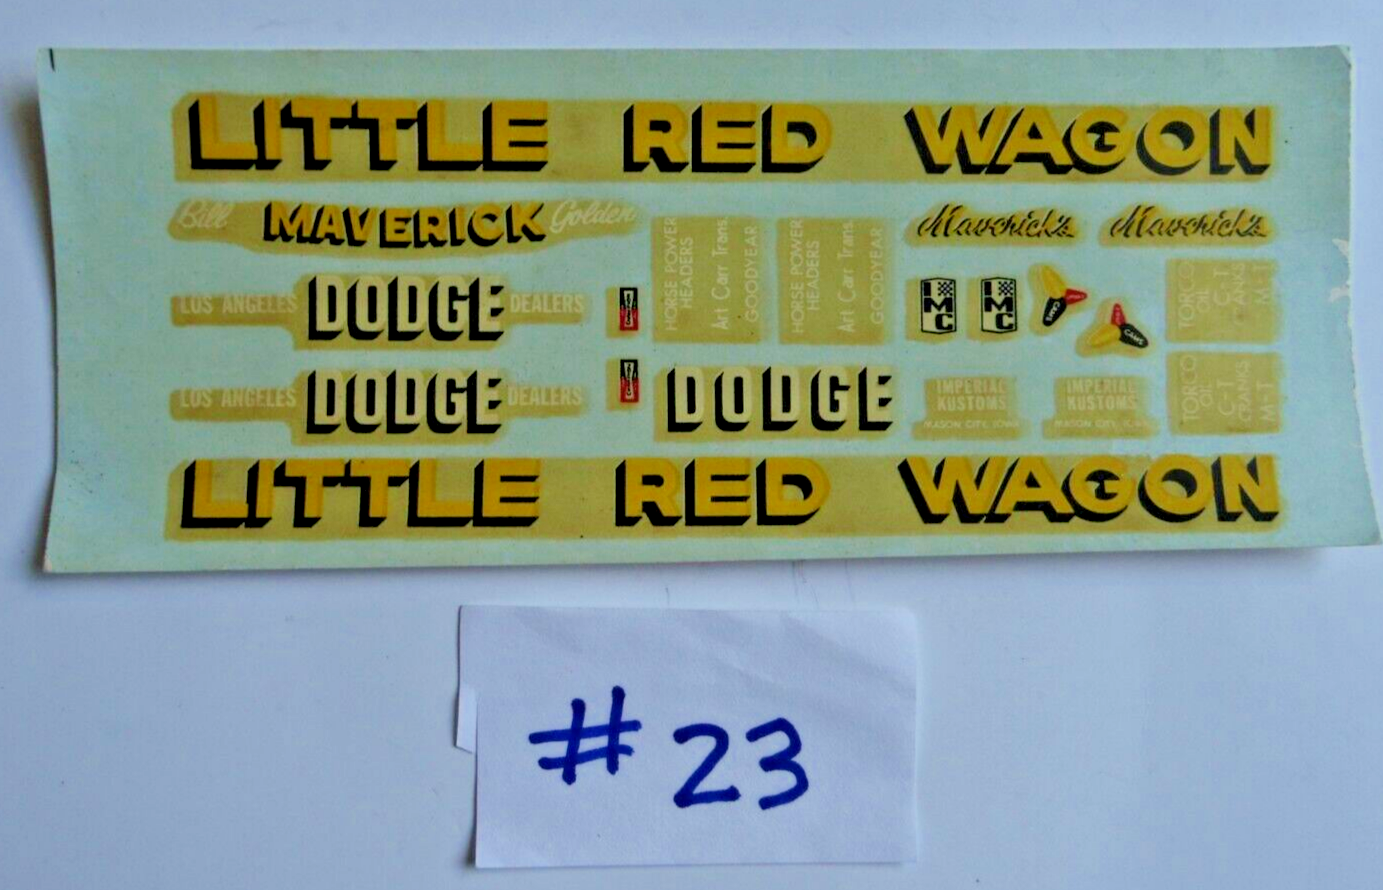 LITTLE RED WAGON
Bill MAVERICK Golden
Maverick's
Maverick's
HORSE POWER
HEADERS
Art Carr Trans.
GOODYEAR
HORSE POWER
HEADERS
Art Carr Trans.
GOODYEAR
LOS ANGELES DODGE DEALERS
IMC
IMC
CAMS
CAMS
TORCO
OIL
C-T
CRANKS
M-T
LOS ANGELES DODGE DEALERS
DODGE
IMPERIAL
KUSTOMS
MASON CITY, IOWA
IMPERIAL
KUSTOMS
MASON CITY, IOWA
TORCO
OIL
C-T
CRANKS
M-T
LITTLE RED WAGON
#23